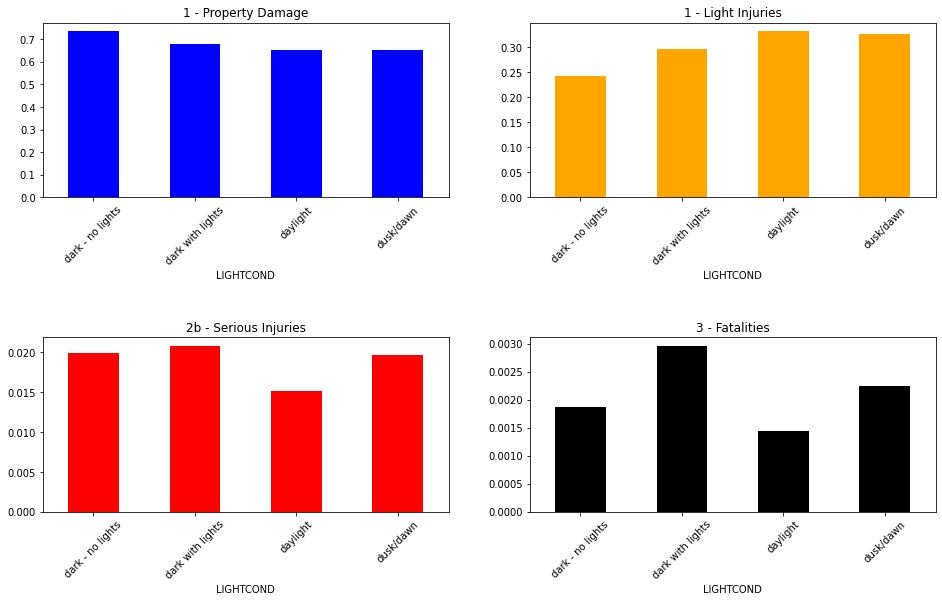 1 - Property Damage
0.7
0.6
0.5
0.4
0.3
0.2
0.1
0.0
dark - no lights
dark with lights
daylight
dusk/dawn
LIGHTCOND
1 - Light Injuries
0.30
0.25
0.20
0.15
0.10
0.05
0.00
dark - no lights
dark with lights
daylight
dusk/dawn
LIGHTCOND
2b - Serious Injuries
0.020
0.015
0.010
0.005
0.000
dark - no lights
dark with lights
daylight
dusk/dawn
LIGHTCOND
3 - Fatalities
0.0030
0.0025
0.0020
0.0015
0.0010
0.0005
0.0000
dark - no lights
dark with lights
daylight
dusk/dawn
LIGHTCOND